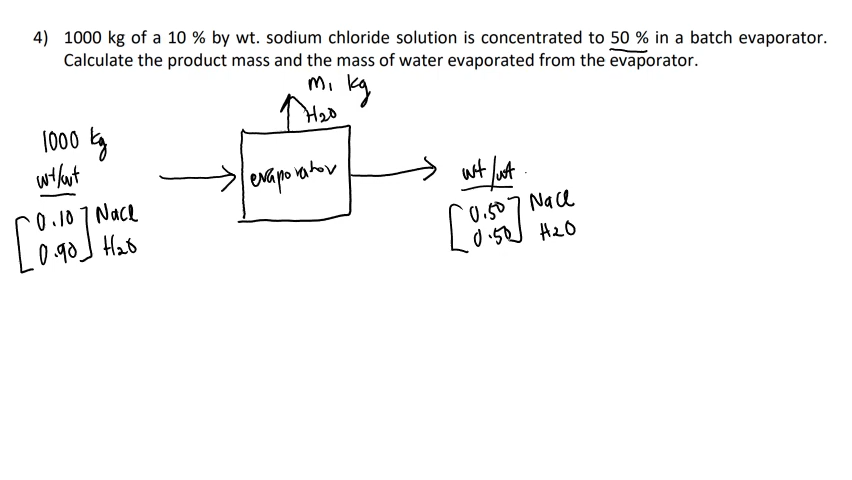 4) 1000 kg of a 10 % by wt. sodium chloride solution is concentrated to 50 % in a batch evaporator.
Calculate the product mass and the mass of water evaporated from the evaporator.
m₁ kg
H₂O
1000 kg
wt/wt
0.10 NaCl
0.90 H₂O
evaporator
wt/wt
0.50 NaCl
0.50 H₂O